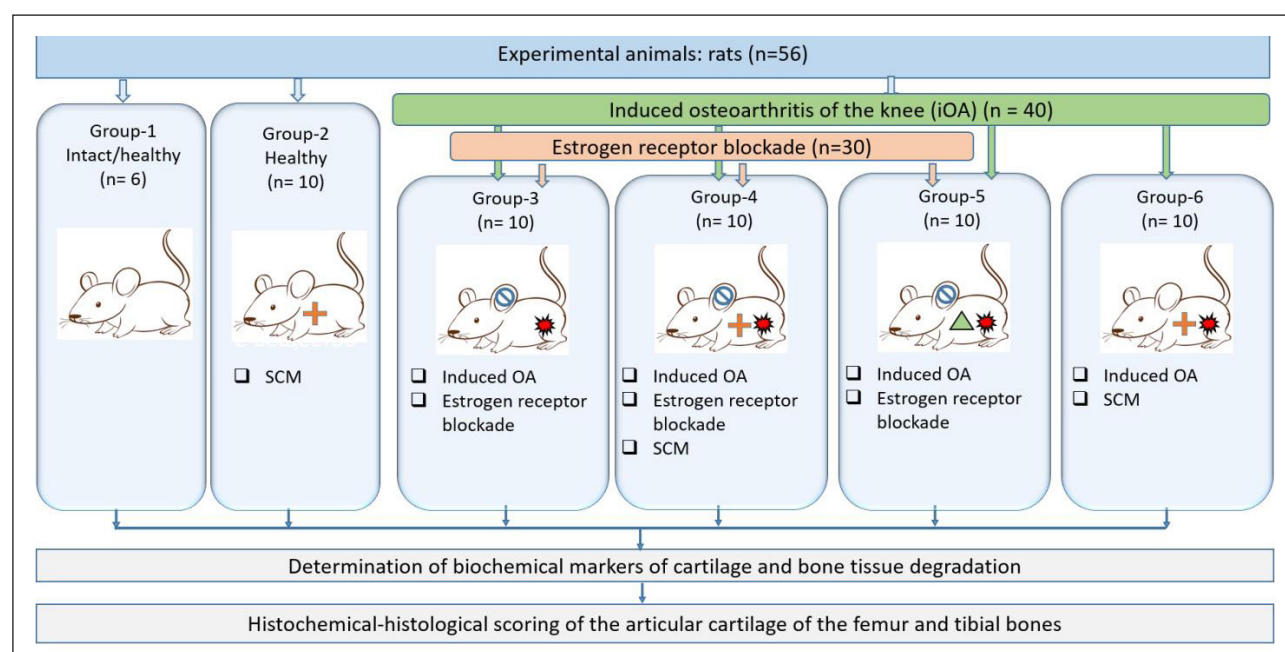 Experimental animals: rats (n=56)
Induced osteoarthritis of the knee (iOA) (n = 40)
Estrogen receptor blockade (n=30)
Group-1
Intact/healthy
(n= 6)
Group-2
Healthy
(n= 10)
❑ SCM
Group-3
(n= 10)
❑ Induced OA
❑ Estrogen receptor
blockade
Group-4
(n= 10)
❑ Induced OA
❑ Estrogen receptor
blockade
❑ SCM
Group-5
(n= 10)
❑ Induced OA
❑ Estrogen receptor
blockade
Group-6
(n= 10)
❑ Induced OA
❑ SCM
Determination of biochemical markers of cartilage and bone tissue degradation
Histochemical-histological scoring of the articular cartilage of the femur and tibial bones